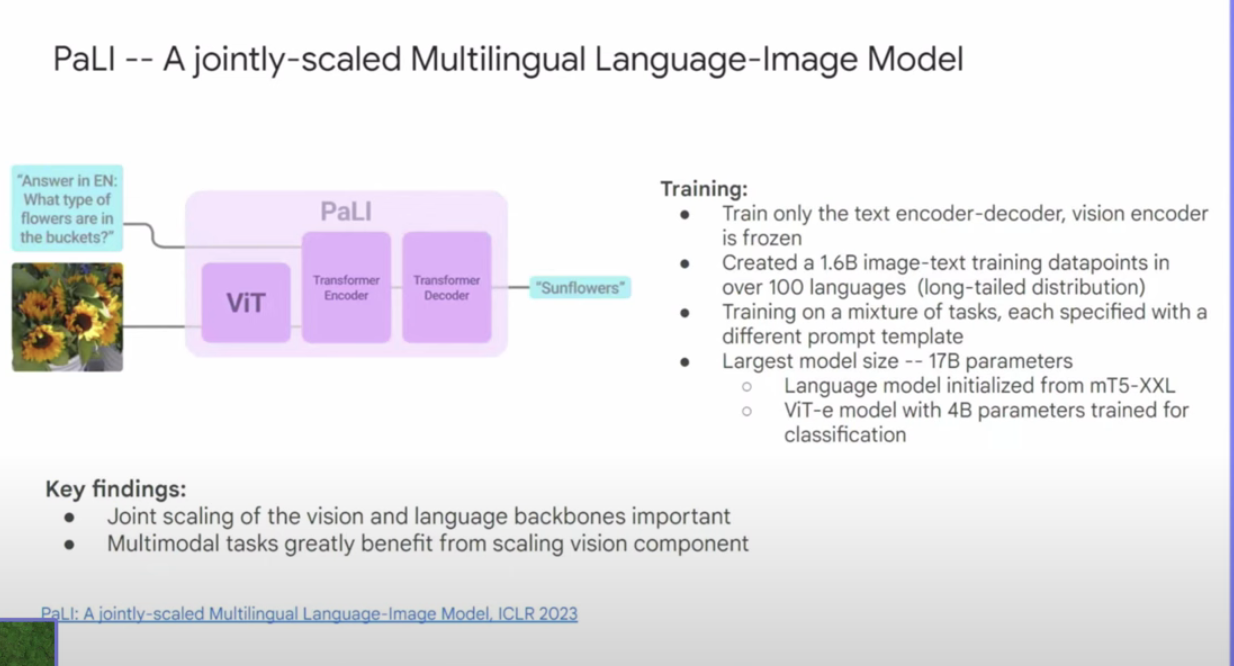 PaLI -- A jointly-scaled Multilingual Language-Image Model
"Answer in EN:
What type of
flowers are in
the buckets?"
PaLI
ViT
Transformer
Encoder
Transformer
Decoder
"Sunflowers"
Training:
● Train only the text encoder-decoder, vision encoder
is frozen
● Created a 1.6B image-text training datapoints in
over 100 languages (long-tailed distribution)
● Training on a mixture of tasks, each specified with a
different prompt template
● Largest model size -- 17B parameters
○ Language model initialized from mT5-XXL
○ ViT-e model with 4B parameters trained for
classification
Key findings:
● Joint scaling of the vision and language backbones important
● Multimodal tasks greatly benefit from scaling vision component
PaLI: A jointly-scaled Multilingual Language-Image Model, ICLR 2023